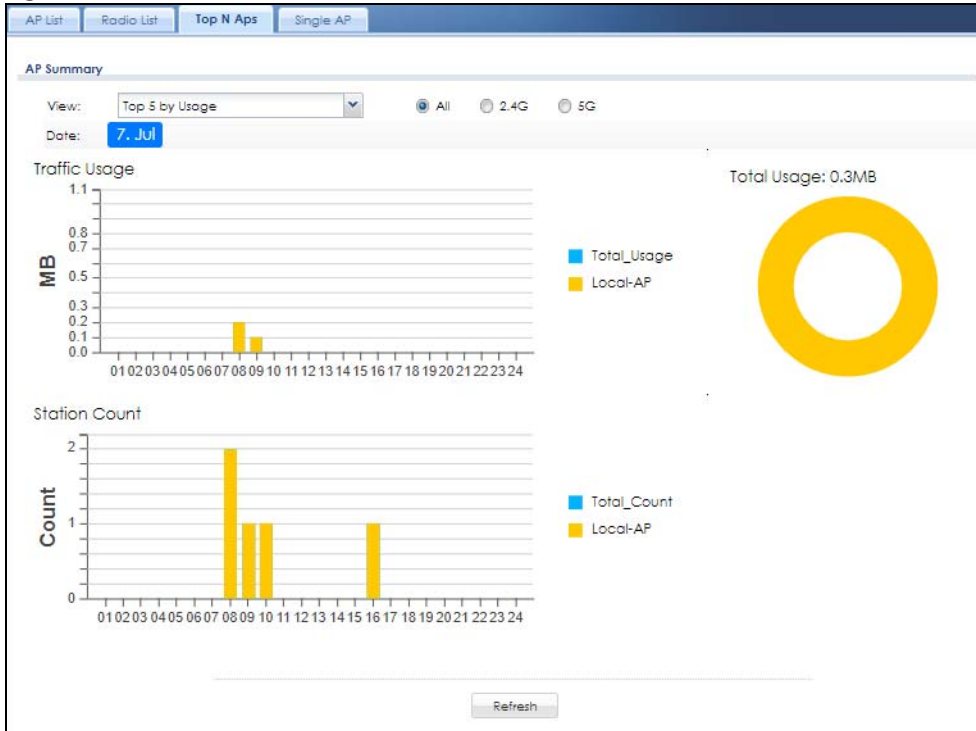 AP List Radio List Top N Aps Single AP
AP Summary
View: Top 5 by Usage All 2.4G 5G
Date: 7. Jul
Traffic Usage
Total Usage: 0.3MB
1.1
0.8
0.7
0.5
0.3
0.2
0.1
0.0
MB
01 02 03 04 05 06 07 08 09 10 11 12 13 14 15 16 17 18 19 20 21 22 23 24
Total_Usage
Local-AP
Station Count
2
1
0
Count
01 02 03 04 05 06 07 08 09 10 11 12 13 14 15 16 17 18 19 20 21 22 23 24
Total_Count
Local-AP
Refresh